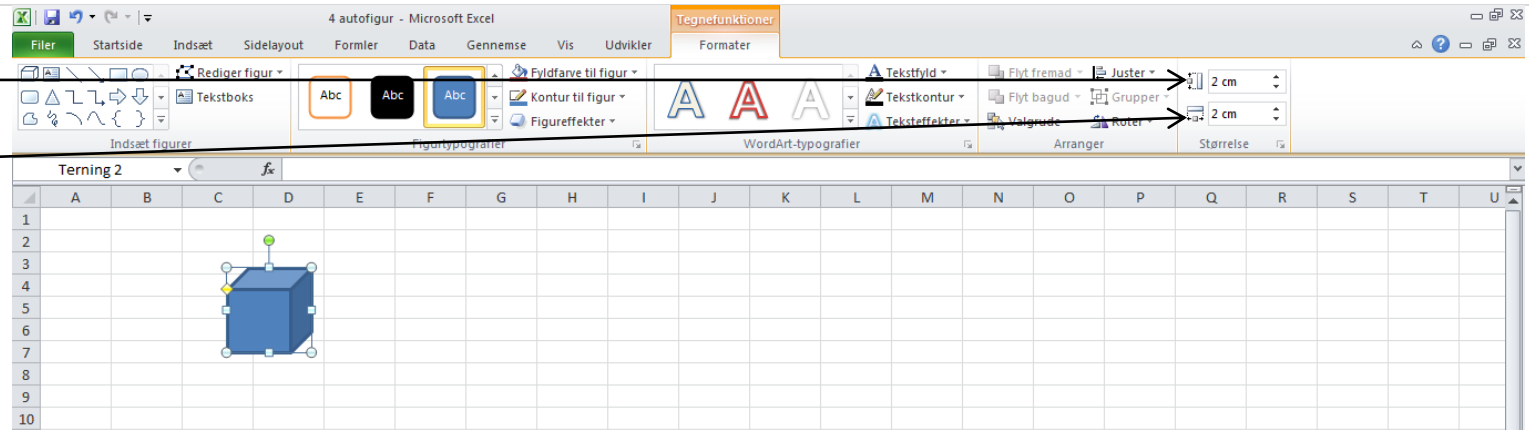 4 autofigur - Microsoft Excel
Tegnefunktioner
Filer Startside Indsæt Sidelayout Formler Data Gennemse Vis Udvikler Formater
Rediger figur
Tekstboks
Indsæt figurer
Abc Abc Abc
Fyldfarve til figur
Kontur til figur
Figureffekter
Figurtypografier
A A A
Tekstfyld
Tekstkontur
Teksteffekter
WordArt-typografier
Flyt fremad
Flyt bagud
Valgrude
Juster
Grupper
Roter
Arranger
2 cm
2 cm
Størrelse
Terning 2 fx
A B C D E F G H I J K L M N O P Q R S T U
1
2
3
4
5
6
7
8
9
10